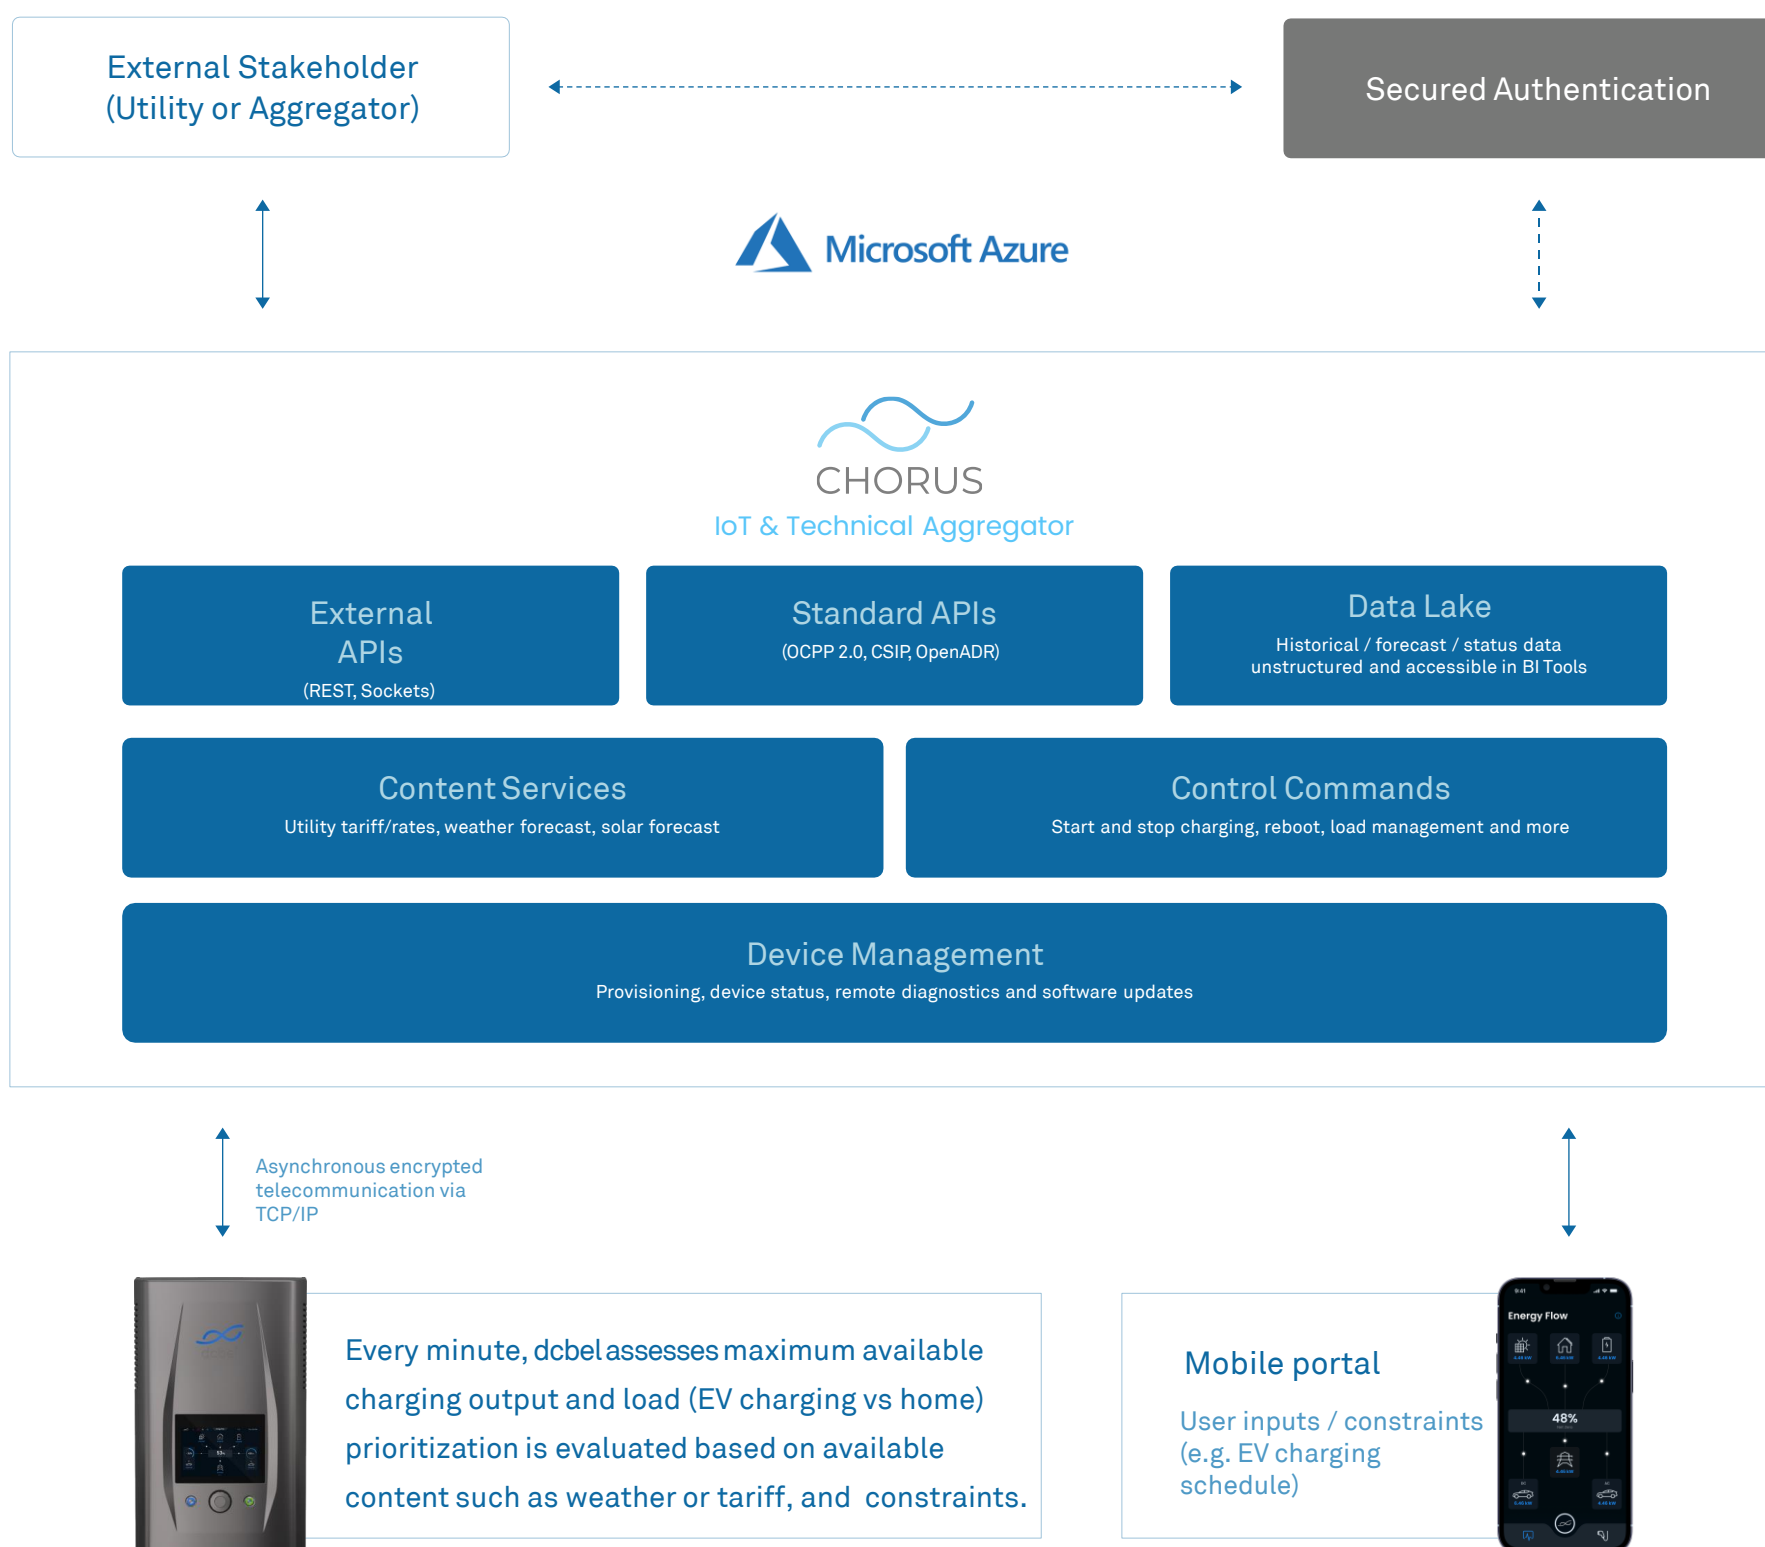 External Stakeholder
(Utility or Aggregator)
Secured Authentication
Microsoft Azure
CHORUS
IoT & Technical Aggregator
External
APIs
(REST, Sockets)
Standard APIs
(OCPP 2.0, CSIP, OpenADR)
Data Lake
Historical / forecast / status data
unstructured and accessible in BI Tools
Content Services
Utility tariff/rates, weather forecast, solar forecast
Control Commands
Start and stop charging, reboot, load management and more
Device Management
Provisioning, device status, remote diagnostics and software updates
Asynchronous encrypted
telecommunication via
TCP/IP
Every minute, dcbel assesses maximum available
charging output and load (EV charging vs home)
prioritization is evaluated based on available
content such as weather or tariff, and constraints.
Mobile portal
User inputs / constraints
(e.g. EV charging
schedule)
9:41
Energy Flow
48%